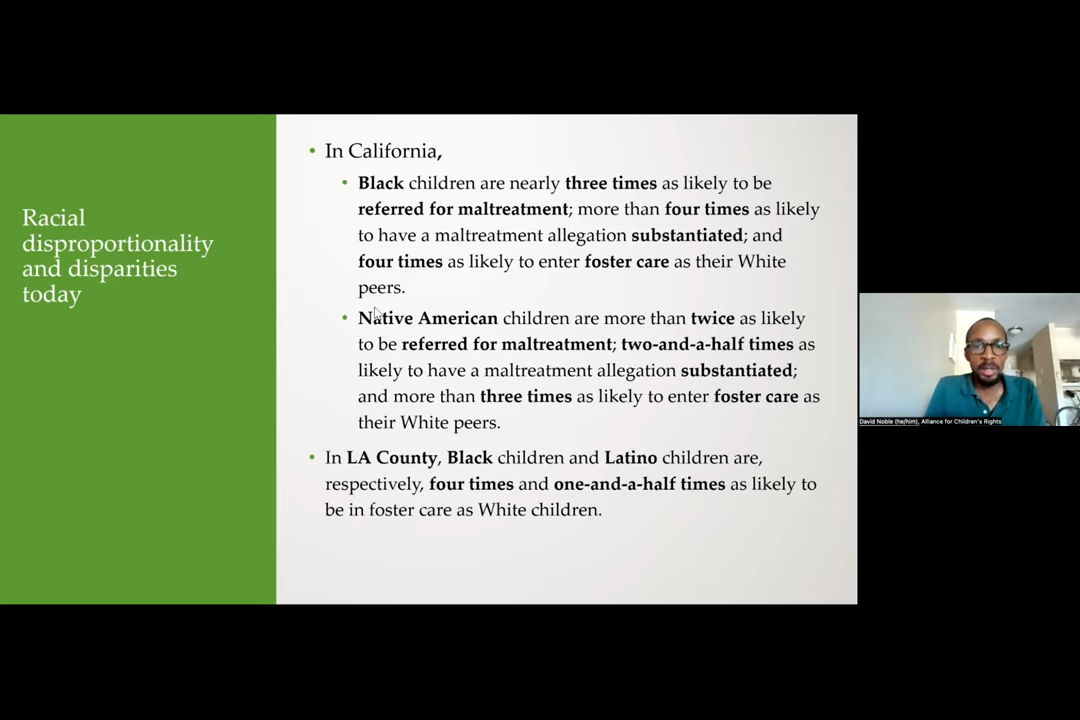 Racial
disproportionality
and disparities
today
• In California,
• Black children are nearly three times as likely to be
referred for maltreatment; more than four times as likely
to have a maltreatment allegation substantiated; and
four times as likely to enter foster care as their White
peers.
• Native American children are more than twice as likely
to be referred for maltreatment; two-and-a-half times as
likely to have a maltreatment allegation substantiated;
and more than three times as likely to enter foster care as
their White peers.
• In LA County, Black children and Latino children are,
respectively, four times and one-and-a-half times as likely to
be in foster care as White children.
David Noble (he/him), Alliance for Children's Rights